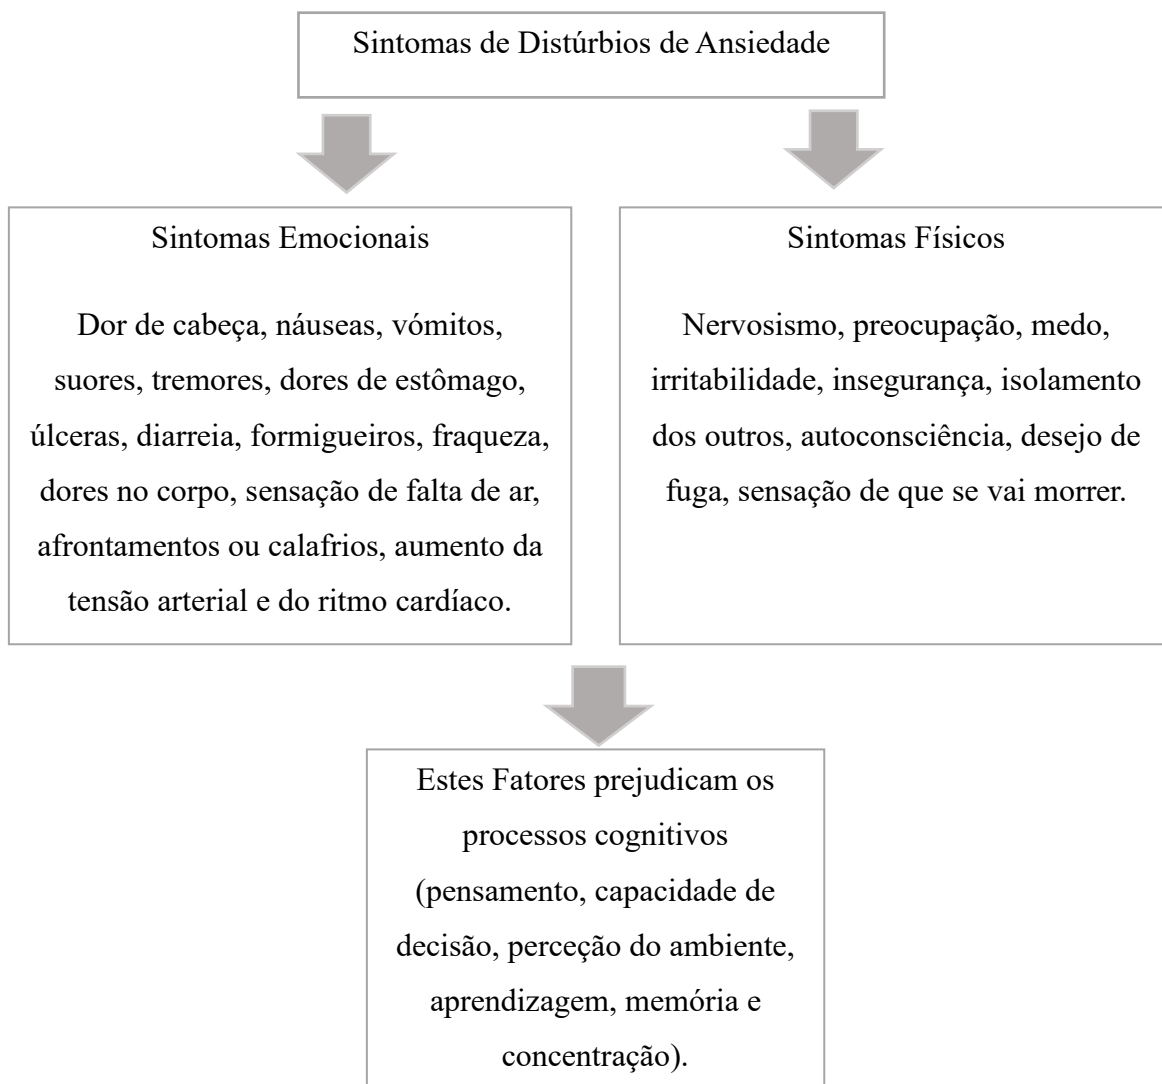 Sintomas de Distúrbios de Ansiedade
Sintomas Emocionais
Dor de cabeça, náuseas, vómitos,
suores, tremores, dores de estômago,
úlceras, diarreia, formigueiros, fraqueza,
dores no corpo, sensação de falta de ar,
afrontamentos ou calafrios, aumento da
tensão arterial e do ritmo cardíaco.
Sintomas Físicos
Nervosismo, preocupação, medo,
irritabilidade, insegurança, isolamento
dos outros, autoconsciência, desejo de
fuga, sensação de que se vai morrer.
Estes Fatores prejudicam os
processos cognitivos
(pensamento, capacidade de
decisão, perceção do ambiente,
aprendizagem, memória e
concentração).